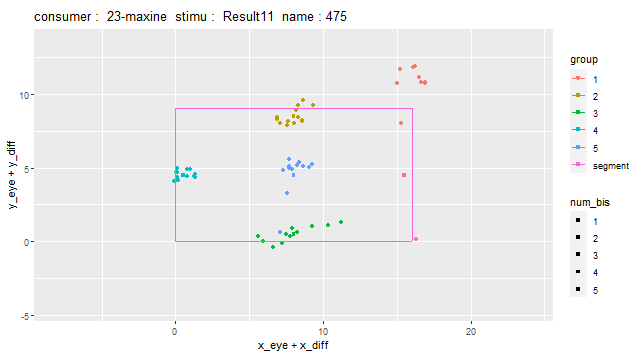 consumer :  23-maxine  stimu :  Result11  name : 475
y_eye + y_diff
10
5
0
-5
0
10
20
x_eye + x_diff
group
1
2
3
4
5
segment
num_bis
1
2
3
4
5